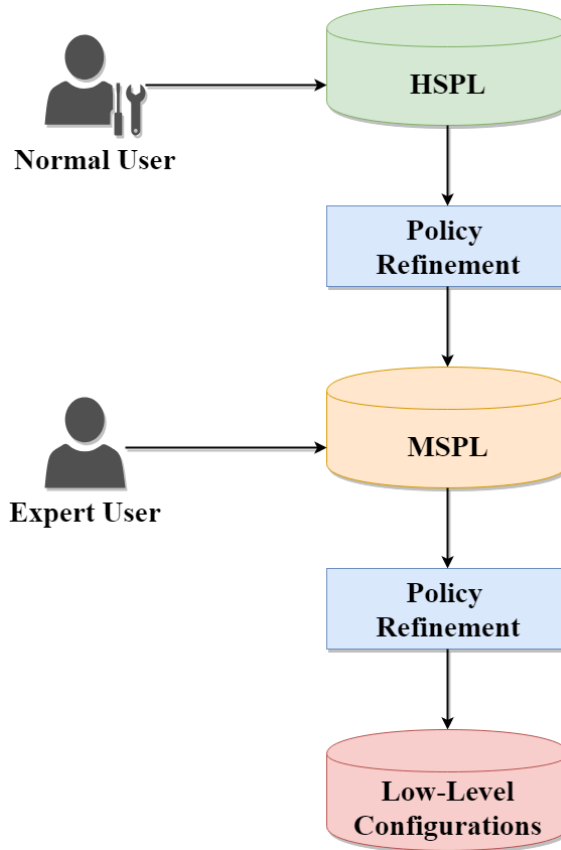 HSPL
Normal User
Policy
Refinement
MSPL
Expert User
Policy
Refinement
Low-Level
Configurations